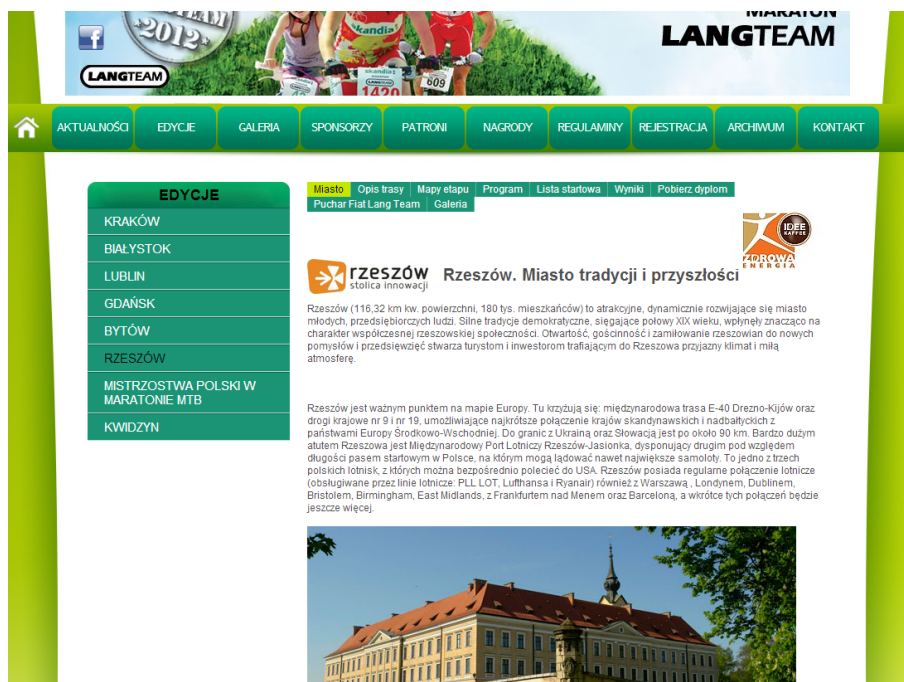 TEAM
2012
MARATON
LANGTEAM
skandia
LANGTEAM
skandia
1420
609
AKTUALNOŚCI EDYCJE GALERIA SPONSORZY PATRONI NAGRODY REGULAMINY REJESTRACJA ARCHIWUM KONTAKT
EDYCJE
KRAKÓW
BIAŁYSTOK
LUBLIN
GDAŃSK
BYTÓW
RZESZÓW
MISTRZOSTWA POLSKI W
MARATONIE MTB
KWIDZYN
Miasto Opis trasy Mapy etapu Program Lista startowa Wyniki Pobierz dyplom
Puchar Fiat Lang Team Galeria
IDEE
KAFFEE
ZDROWA
ENERGIA
rzeszów
stolica innowacji
Rzeszów. Miasto tradycji i przyszłości
Rzeszów (116,32 km kw. powierzchni, 180 tys. mieszkańców) to atrakcyjne, dynamicznie rozwijające się miasto
młodych, przedsiębiorczych ludzi. Silne tradycje demokratyczne, sięgające połowy XIX wieku, wpłynęły znacząco na
charakter współczesnej rzeszowskiej społeczności. Otwartość, gościnność i zamiłowanie rzeszowian do nowych
pomysłów i przedsięwzięć stwarza turystom i inwestorom trafiającym do Rzeszowa przyjazny klimat i miłą
atmosferę.
Rzeszów jest ważnym punktem na mapie Europy. Tu krzyżują się: międzynarodowa trasa E-40 Drezno-Kijów oraz
drogi krajowe nr 9 i nr 19, umożliwiające najkrótsze połączenie krajów skandynawskich i nadbałtyckich z
państwami Europy Środkowo-Wschodniej. Do granic z Ukrainą oraz Słowacją jest po około 90 km. Bardzo dużym
atutem Rzeszowa jest Międzynarodowy Port Lotniczy Rzeszów-Jasionka, dysponujący drugim pod względem
długości pasem startowym w Polsce, na którym mogą lądować nawet największe samoloty. To jedno z trzech
polskich lotnisk, z których można bezpośrednio polecieć do USA. Rzeszów posiada regularne połączenie lotnicze
(obsługiwane przez linie lotnicze: PLL LOT, Lufthansa i Ryanair) również z Warszawą , Londynem, Dublinem,
Bristolem, Birmingham, East Midlands, z Frankfurtem nad Menem oraz Barceloną, a wkrótce tych połączeń będzie
jeszcze więcej.